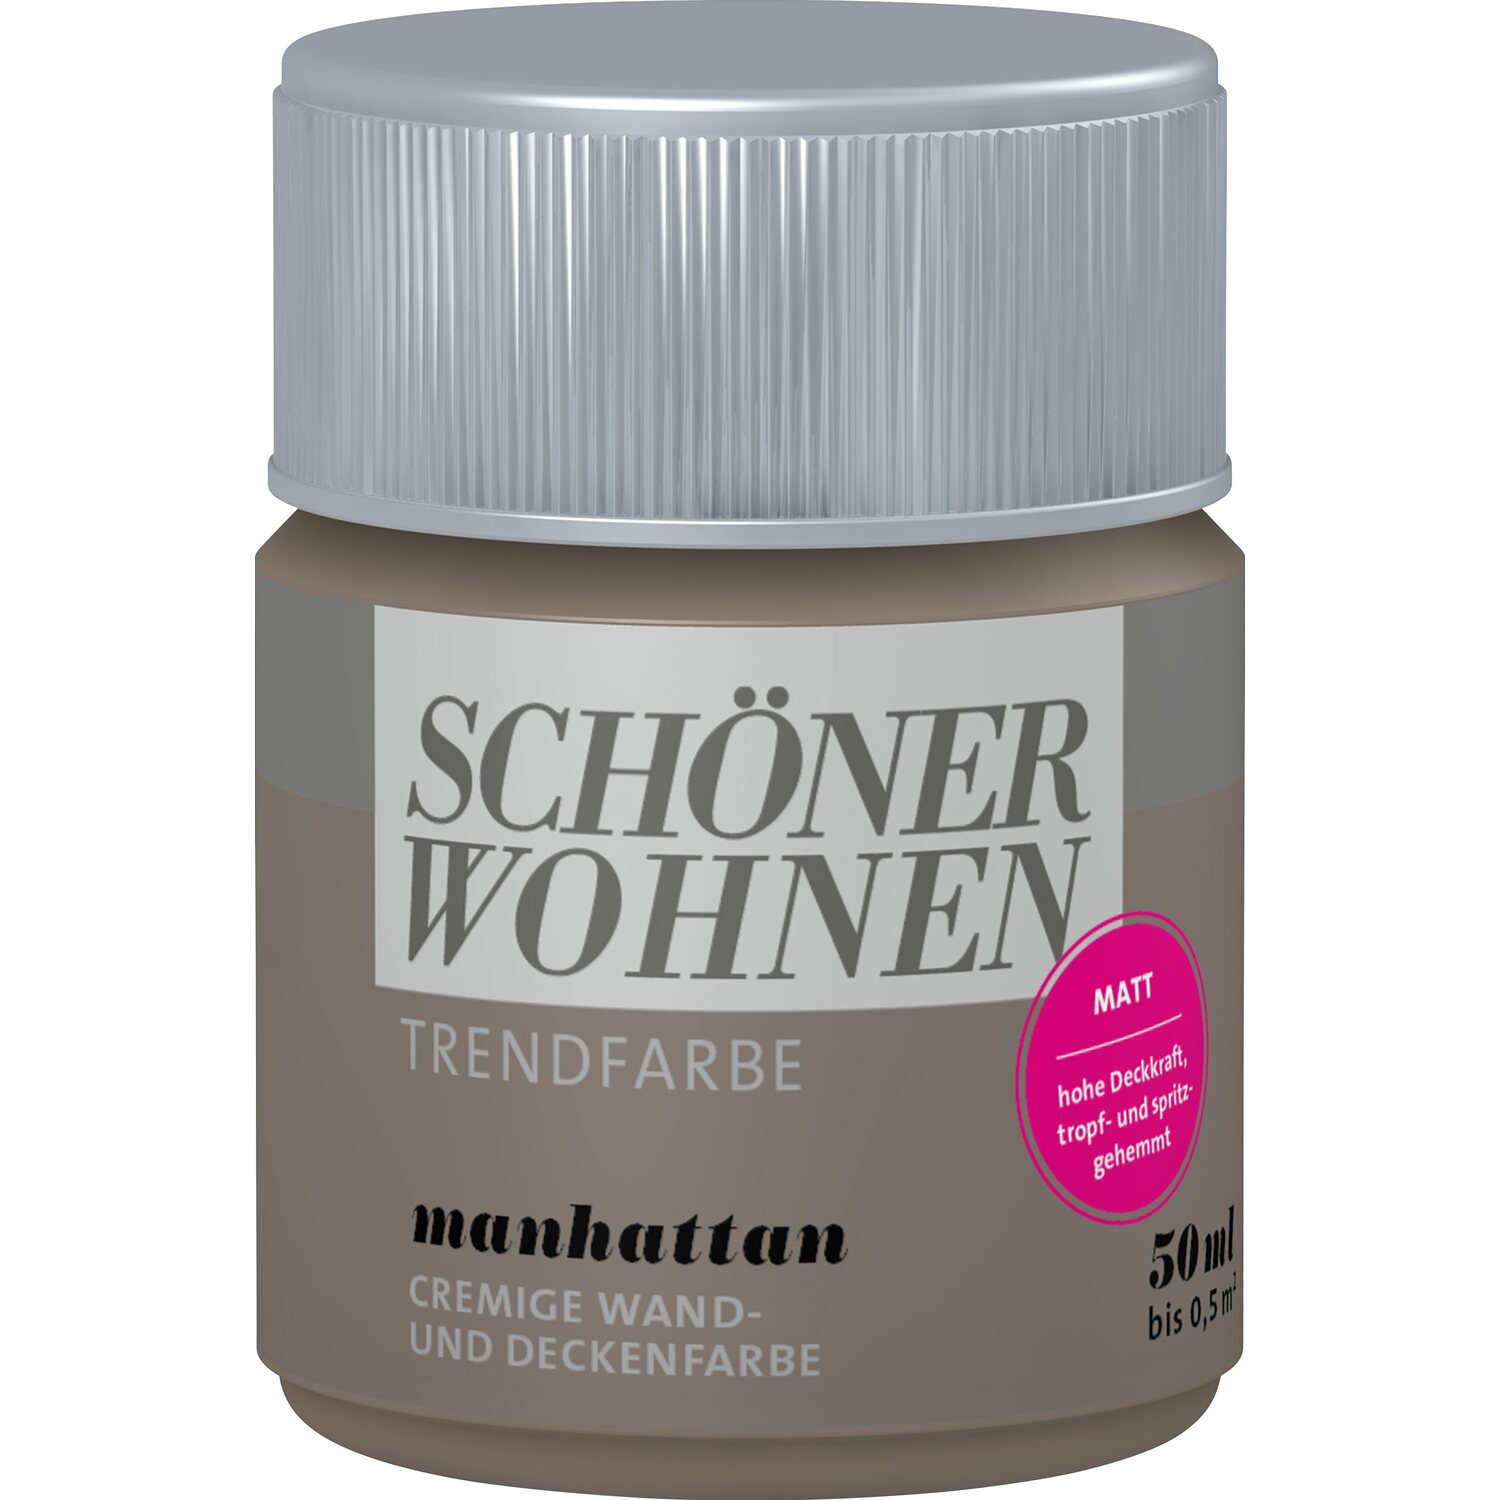 SCHÖNER
WOHNEN
TRENDFARBE
MATT
hohe Deckkraft,
tropf- und spritz-
gehemmt
manhattan
CREMIGE WAND-
UND DECKENFARBE
50 ml
bis 0,5 m²